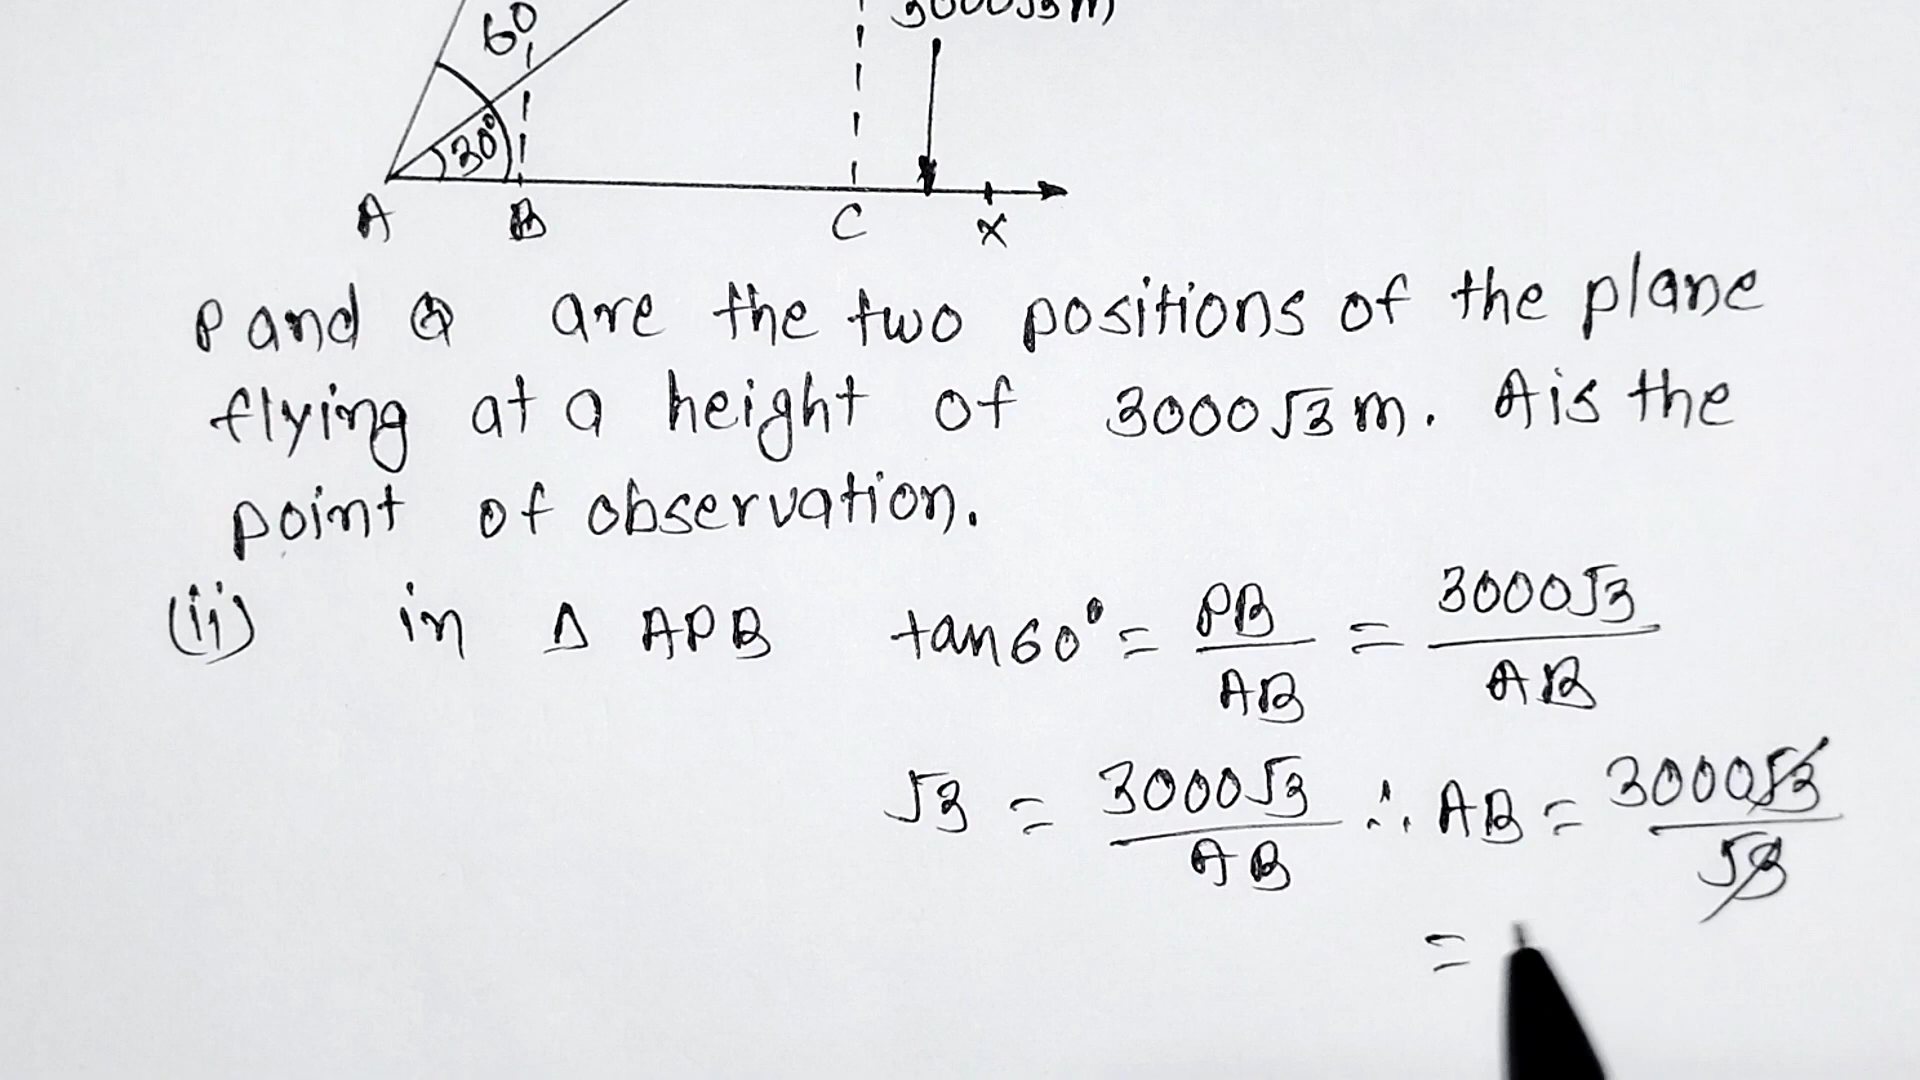 60
3000√3 m
30°
A B C X
P and Q are the two positions of the plane
flying at a height of 3000√3 m. A is the
point of observation.
(ii) in Δ APB tan60° = PB/AB = 3000√3/AB
√3 = 3000√3/AB ∴ AB = 3000√3/√3
=